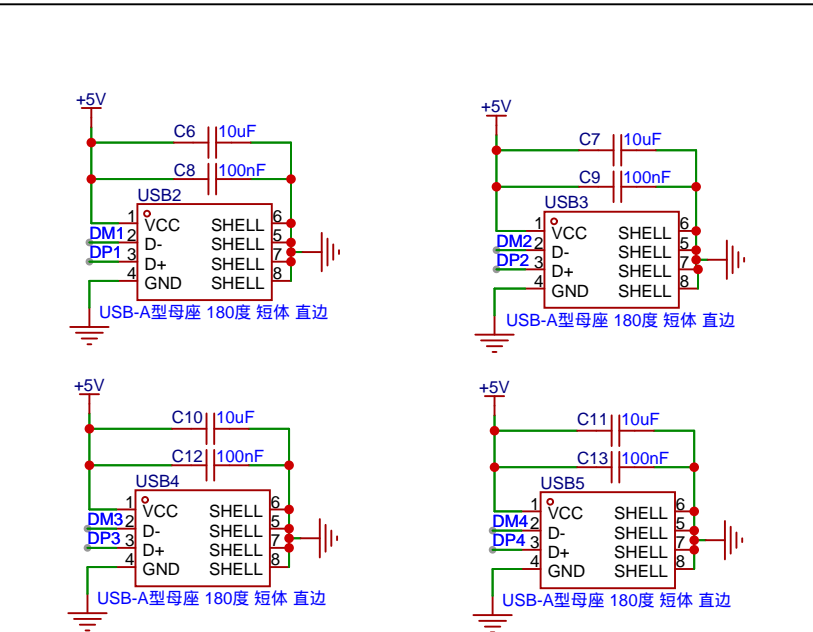 +5V
C6 10uF
C8 100nF
USB2
1 VCC SHELL 6
DM1 2 D- SHELL 5
DP1 3 D+ SHELL 7
4 GND SHELL 8
USB-A型母座 180度 短体 直边
+5V
C7 10uF
C9 100nF
USB3
1 VCC SHELL 6
DM2 2 D- SHELL 5
DP2 3 D+ SHELL 7
4 GND SHELL 8
USB-A型母座 180度 短体 直边
+5V
C10 10uF
C12 100nF
USB4
1 VCC SHELL 6
DM3 2 D- SHELL 5
DP3 3 D+ SHELL 7
4 GND SHELL 8
USB-A型母座 180度 短体 直边
+5V
C11 10uF
C13 100nF
USB5
1 VCC SHELL 6
DM4 2 D- SHELL 5
DP4 3 D+ SHELL 7
4 GND SHELL 8
USB-A型母座 180度 短体 直边